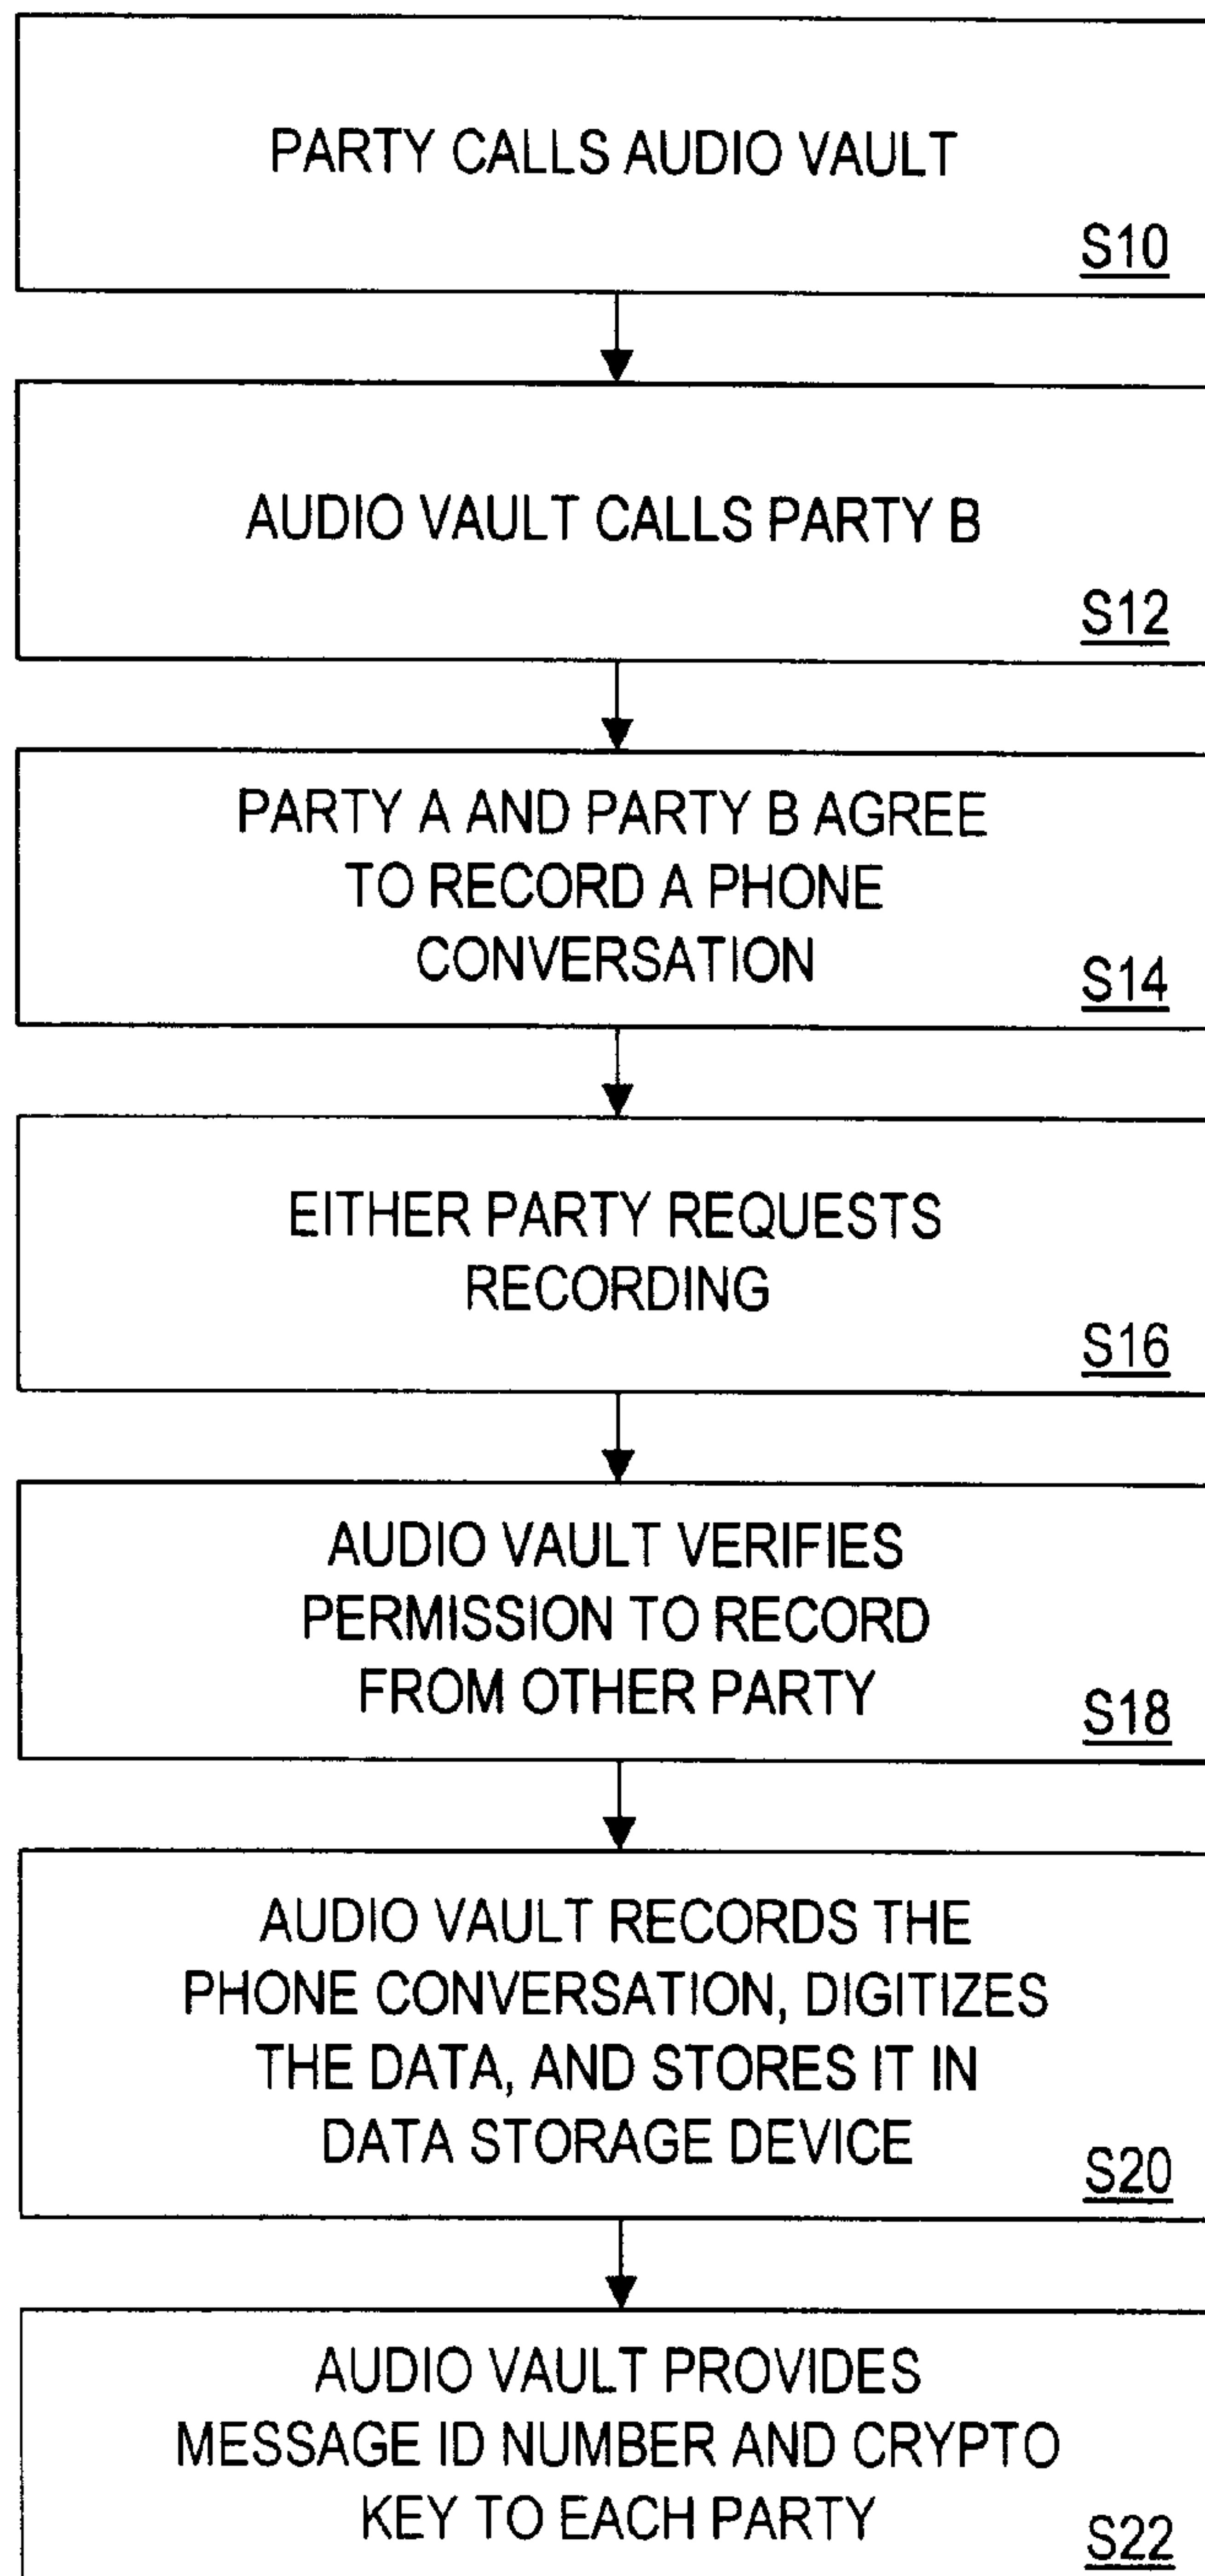 PARTY CALLS AUDIO VAULT
S10
AUDIO VAULT CALLS PARTY B
S12
PARTY A AND PARTY B AGREE
TO RECORD A PHONE
CONVERSATION
S14
EITHER PARTY REQUESTS
RECORDING
S16
AUDIO VAULT VERIFIES
PERMISSION TO RECORD
FROM OTHER PARTY
S18
AUDIO VAULT RECORDS THE
PHONE CONVERSATION, DIGITIZES
THE DATA, AND STORES IT IN
DATA STORAGE DEVICE
S20
AUDIO VAULT PROVIDES
MESSAGE ID NUMBER AND CRYPTO
KEY TO EACH PARTY
S22